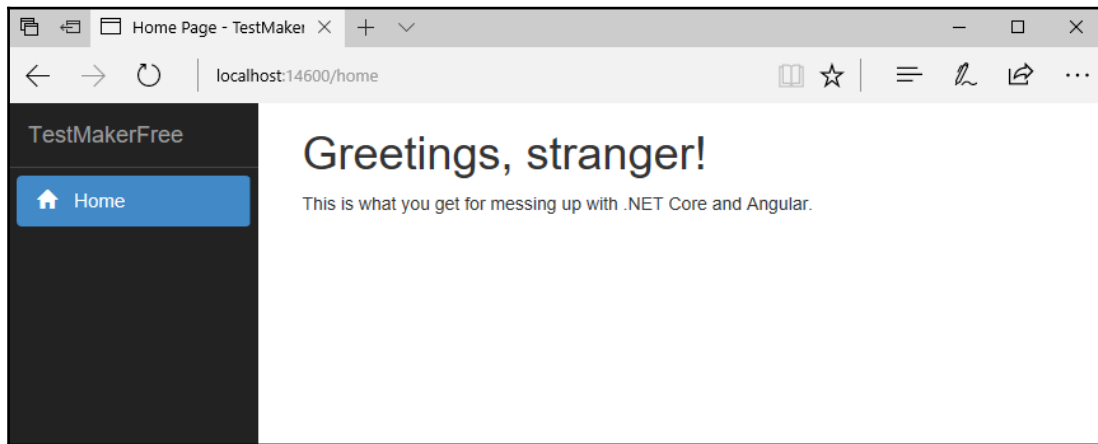 Home Page - TestMaker
localhost:14600/home
TestMakerFree
Home
Greetings, stranger!
This is what you get for messing up with .NET Core and Angular.